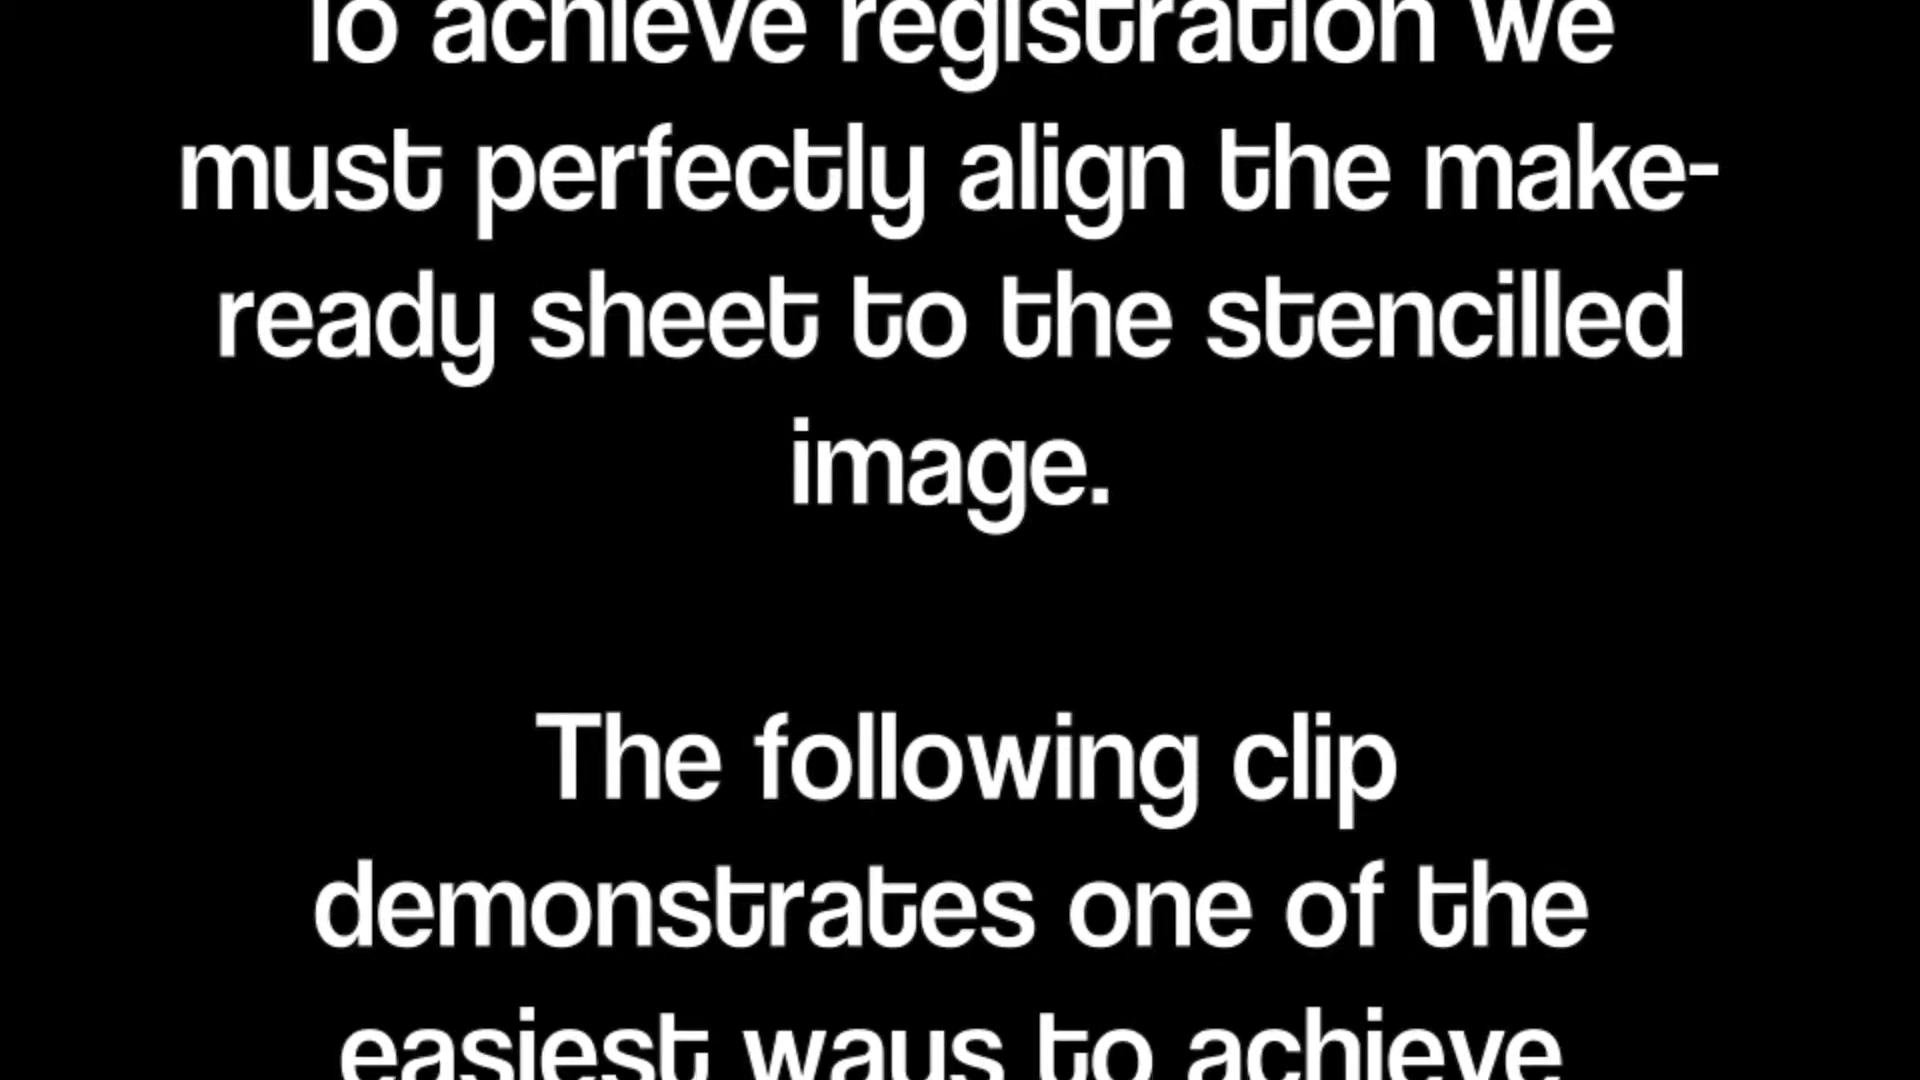 To achieve registration we
must perfectly align the make-
ready sheet to the stencilled
image.
The following clip
demonstrates one of the
easiest ways to achieve